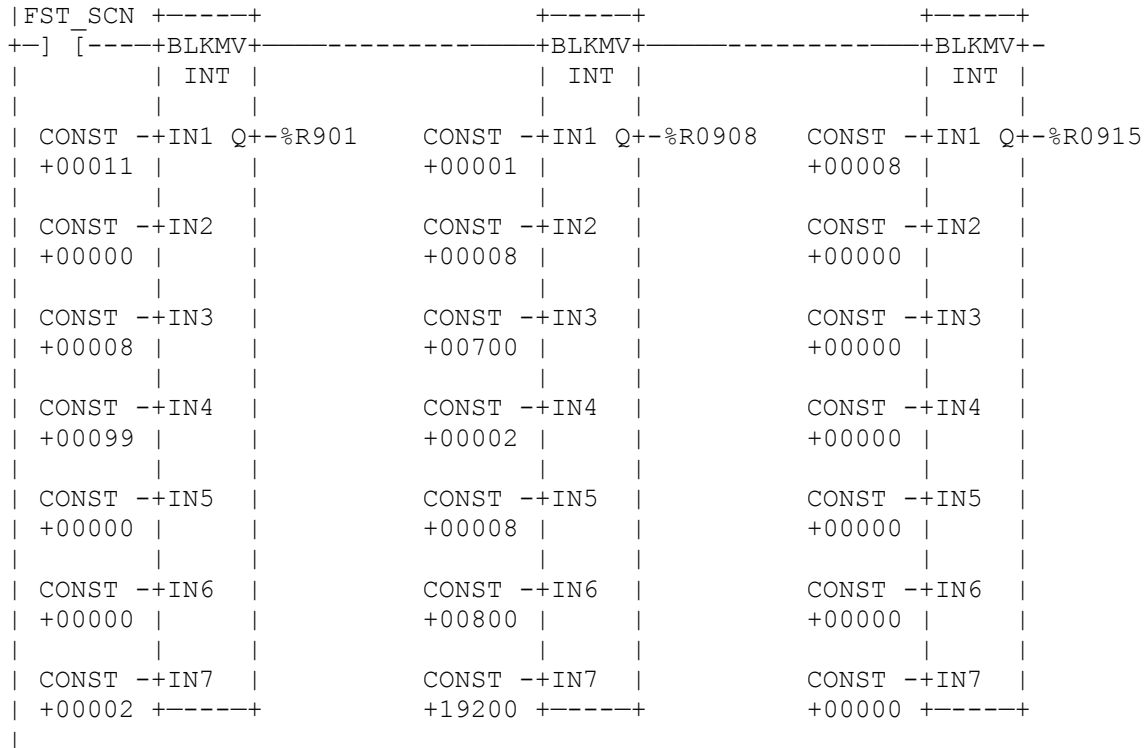 |FST_SCN +—----—+ +—----—+ +—----—+
+—] [----—+BLKMV+————--------------———+BLKMV+————--------------———+BLKMV+-
| | INT | | INT | | INT |
| | | | | | |
| CONST -+IN1 Q+-%R901 CONST -+IN1 Q+-%R0908 CONST -+IN1 Q+-%R0915
| +00011 | | +00001 | | +00008 | |
| | | | | | |
| CONST -+IN2 | CONST -+IN2 | CONST -+IN2 |
| +00000 | | +00008 | | +00000 | |
| | | | | | |
| CONST -+IN3 | CONST -+IN3 | CONST -+IN3 |
| +00008 | | +00700 | | +00000 | |
| | | | | | |
| CONST -+IN4 | CONST -+IN4 | CONST -+IN4 |
| +00099 | | +00002 | | +00000 | |
| | | | | | |
| CONST -+IN5 | CONST -+IN5 | CONST -+IN5 |
| +00000 | | +00008 | | +00000 | |
| | | | | | |
| CONST -+IN6 | CONST -+IN6 | CONST -+IN6 |
| +00000 | | +00800 | | +00000 | |
| | | | | | |
| CONST -+IN7 | CONST -+IN7 | CONST -+IN7 |
| +00002 +—----—+ +19200 +—----—+ +00000 +—----—+
|